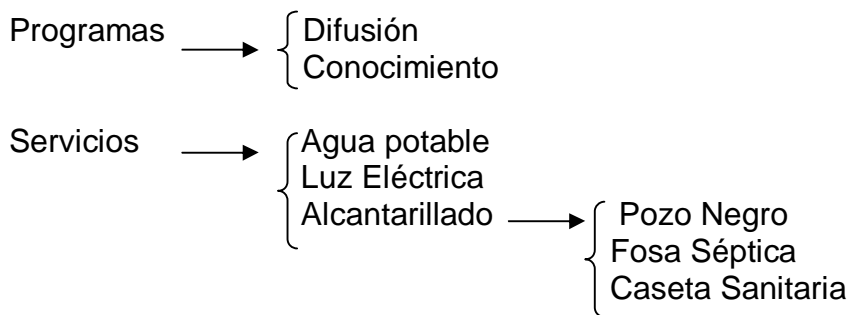 Programas Difusión
Conocimiento
Servicios Agua potable
Luz Eléctrica
Alcantarillado Pozo Negro
Fosa Séptica
Caseta Sanitaria